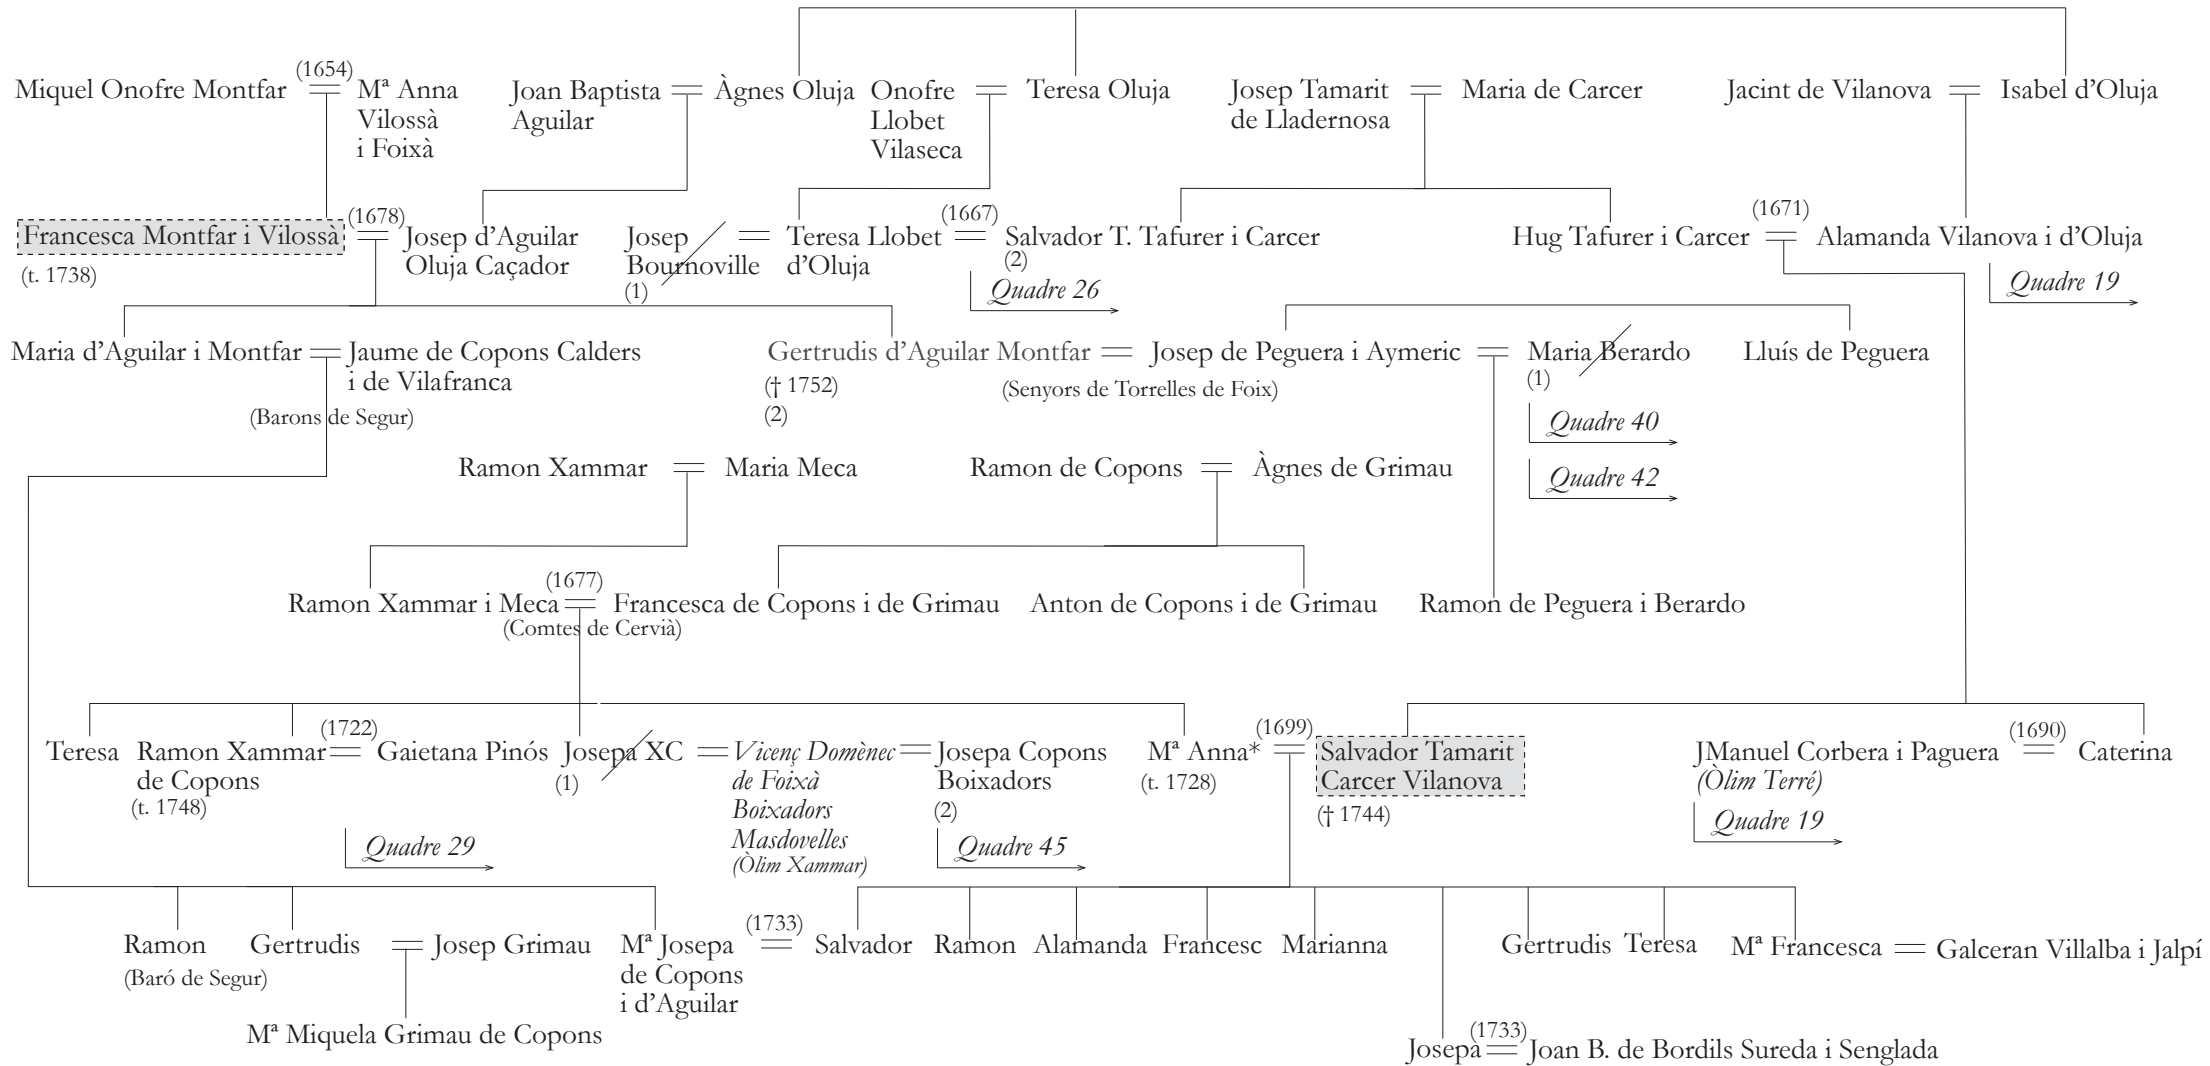 (1654)
Miquel Onofre Montfar
Mª Anna
Vilossà
i Foixà
Joan Baptista
Aguilar
Àgnes Oluja
Onofre
Llobet
Vilaseca
Teresa Oluja
Josep Tamarit
de Lladernosa
Maria de Carcer
Jacint de Vilanova
Isabel d’Oluja
Francesca Montfar i Vilossà
(t. 1738)
(1678)
Josep d’Aguilar
Oluja Caçador
Josep
Bournoville
(1)
Teresa Llobet
d’Oluja
(1667)
Salvador T. Tafurer i Carcer
(2)
Quadre 26
Hug Tafurer i Carcer
(1671)
Alamanda Vilanova i d’Oluja
Quadre 19
Maria d’Aguilar i Montfar
Jaume de Copons Calders
i de Vilafranca
(Barons de Segur)
Gertrudis d’Aguilar Montfar
(† 1752)
(2)
Josep de Peguera i Aymeric
(Senyors de Torrelles de Foix)
Maria Berardo
(1)
Quadre 40
Quadre 42
Lluís de Peguera
Ramon Xammar
Maria Meca
Ramon de Copons
Àgnes de Grimau
Ramon Xammar i Meca
(1677)
Francesca de Copons i de Grimau
(Comtes de Cervià)
Anton de Copons i de Grimau
Ramon de Peguera i Berardo
Teresa
Ramon Xammar
de Copons
(t. 1748)
(1722)
Gaietana Pinós
Quadre 29
Josepa XC
(1)
Vicenç Domènec
de Foixà
Boixadors
Masdovelles
(Òlim Xammar)
Josepa Copons
Boixadors
(2)
Quadre 45
Mª Anna*
(t. 1728)
(1699)
Salvador Tamarit
Carcer Vilanova
(† 1744)
JManuel Corbera i Paguera
(Òlim Terré)
Quadre 19
(1690)
Caterina
Ramon
(Baró de Segur)
Gertrudis
Josep Grimau
Mª Josepa
de Copons
i d’Aguilar
(1733)
Salvador
Ramon
Alamanda
Francesc
Marianna
Gertrudis
Teresa
Mª Francesca
Galceran Villalba i Jalpí
Mª Miquela Grimau de Copons
Josepa
(1733)
Joan B. de Bordils Sureda i Senglada